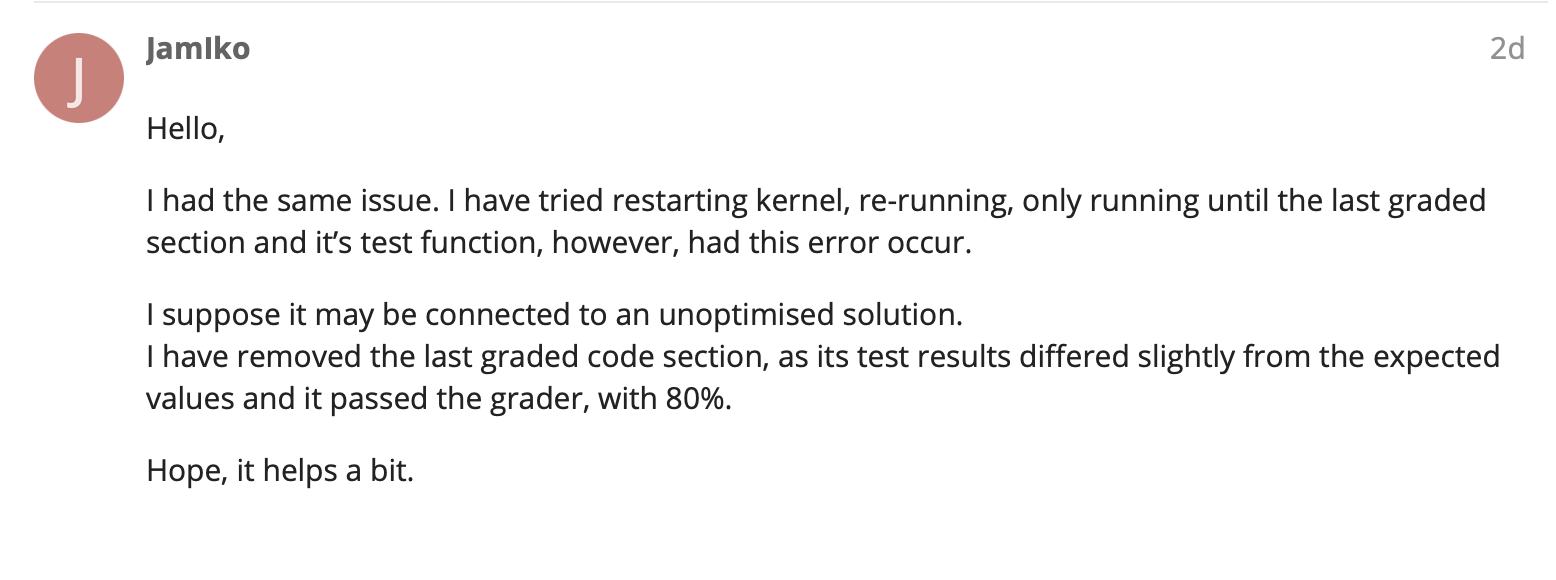 J
JamIko
2d
Hello,
I had the same issue. I have tried restarting kernel, re-running, only running until the last graded
section and it’s test function, however, had this error occur.
I suppose it may be connected to an unoptimised solution.
I have removed the last graded code section, as its test results differed slightly from the expected
values and it passed the grader, with 80%.
Hope, it helps a bit.